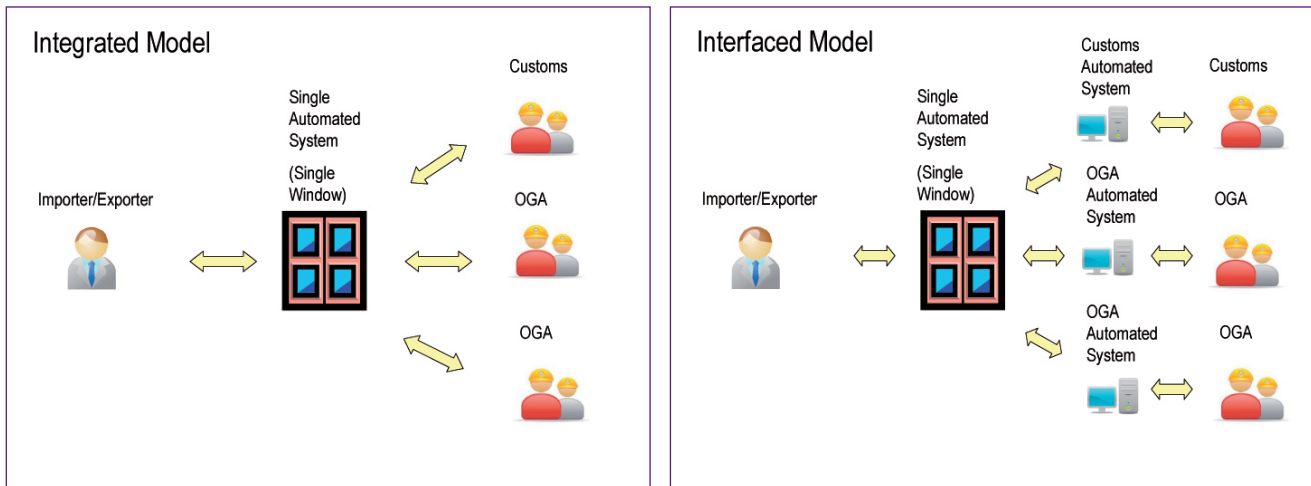 Integrated Model
Customs
Single
Automated
System
(Single
Window)
Importer/Exporter
OGA
OGA
Interfaced Model
Customs
Automated
System
Customs
Single
Automated
System
(Single
Window)
OGA
Automated
System
OGA
Importer/Exporter
OGA
Automated
System
OGA